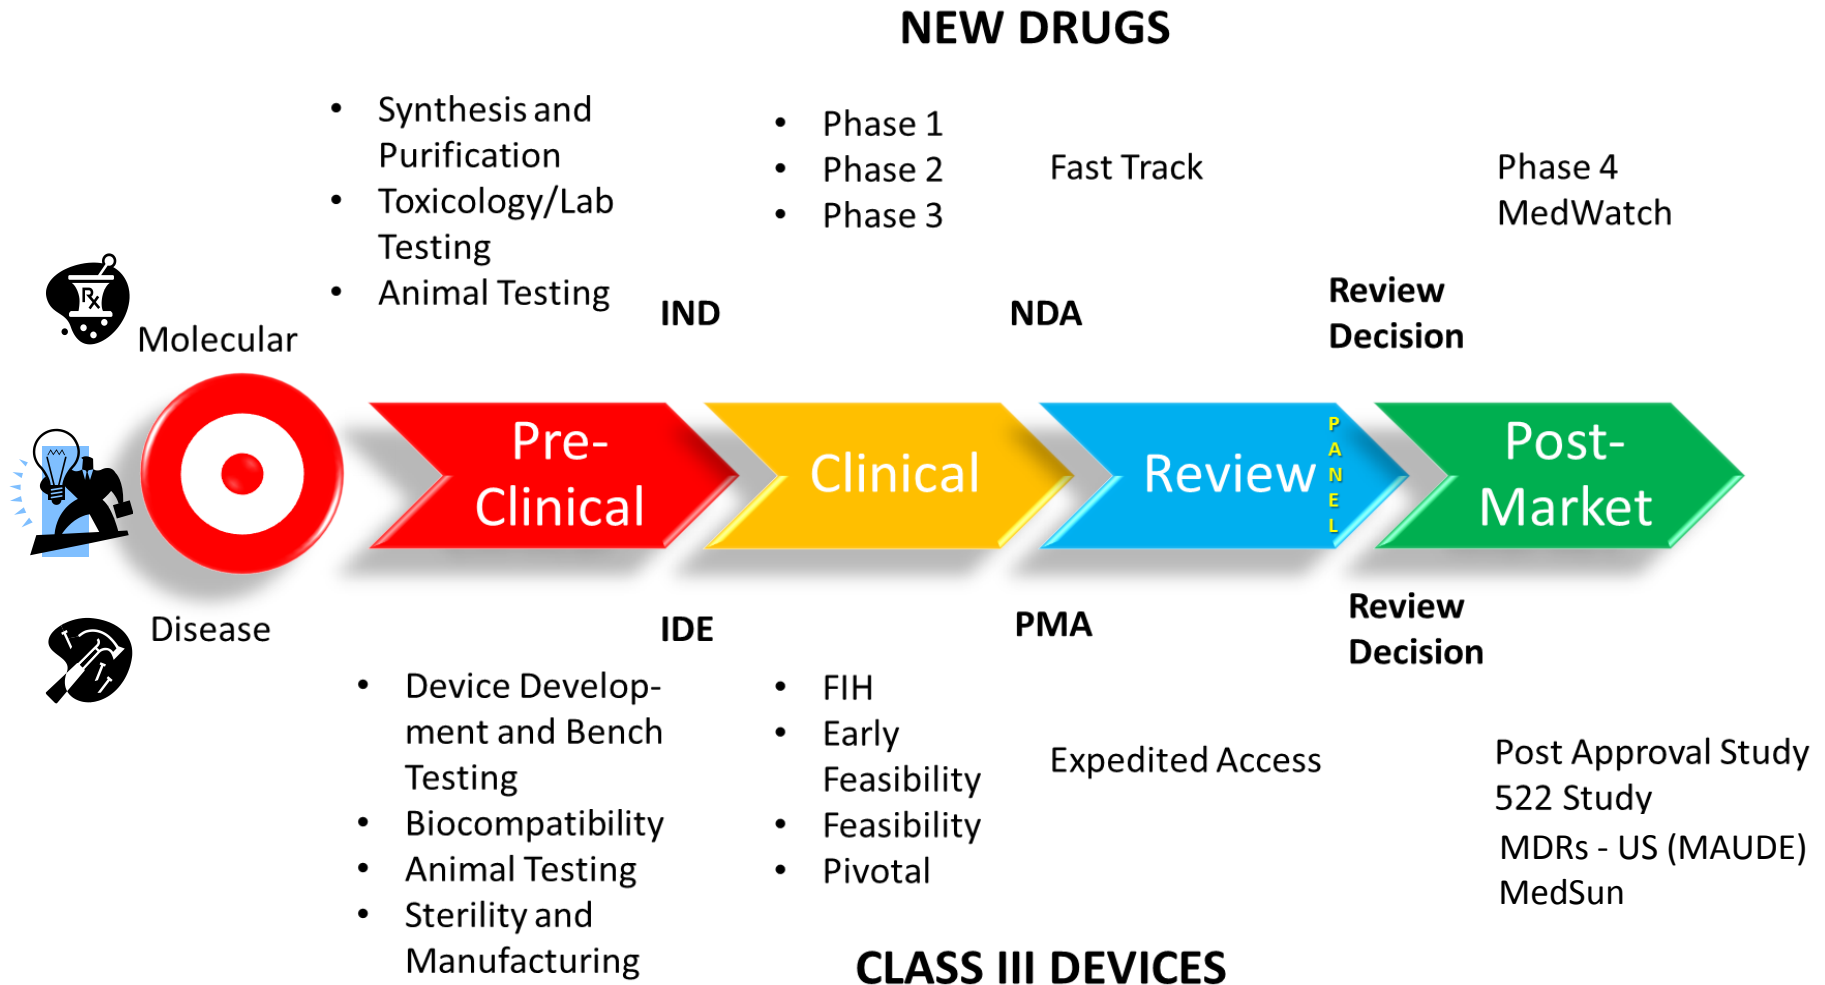 NEW DRUGS
• Synthesis and
Purification
• Toxicology/Lab
Testing
• Animal Testing
• Phase 1
• Phase 2
• Phase 3
Fast Track
Phase 4
MedWatch
Rx
Molecular
IND
NDA
Review
Decision
Pre-
Clinical
Clinical
Review
PANEL
Post-
Market
Disease
IDE
PMA
Review
Decision
• Device Develop-
ment and Bench
Testing
• Biocompatibility
• Animal Testing
• Sterility and
Manufacturing
• FIH
• Early
Feasibility
• Feasibility
• Pivotal
Expedited Access
Post Approval Study
522 Study
MDRs - US (MAUDE)
MedSun
CLASS III DEVICES